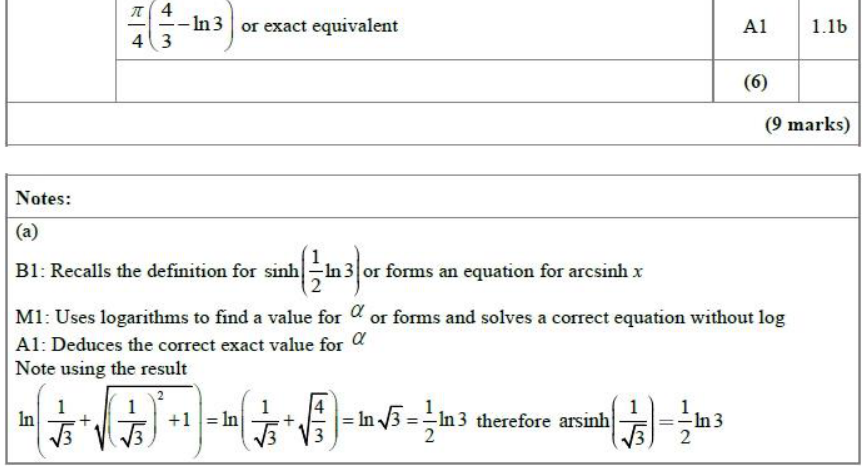 π/4(4/3 − ln 3) or exact equivalent A1 1.1b
(6)
(9 marks)
Notes:
(a)
B1: Recalls the definition for sinh(1/2 ln 3) or forms an equation for arcsinh x
M1: Uses logarithms to find a value for α or forms and solves a correct equation without log
A1: Deduces the correct exact value for α
Note using the result
ln(1/√3 + √((1/√3)² +1)) = ln(1/√3 + √(4/3)) = ln √3 = 1/2 ln 3 therefore arsinh(1/√3) = 1/2 ln 3